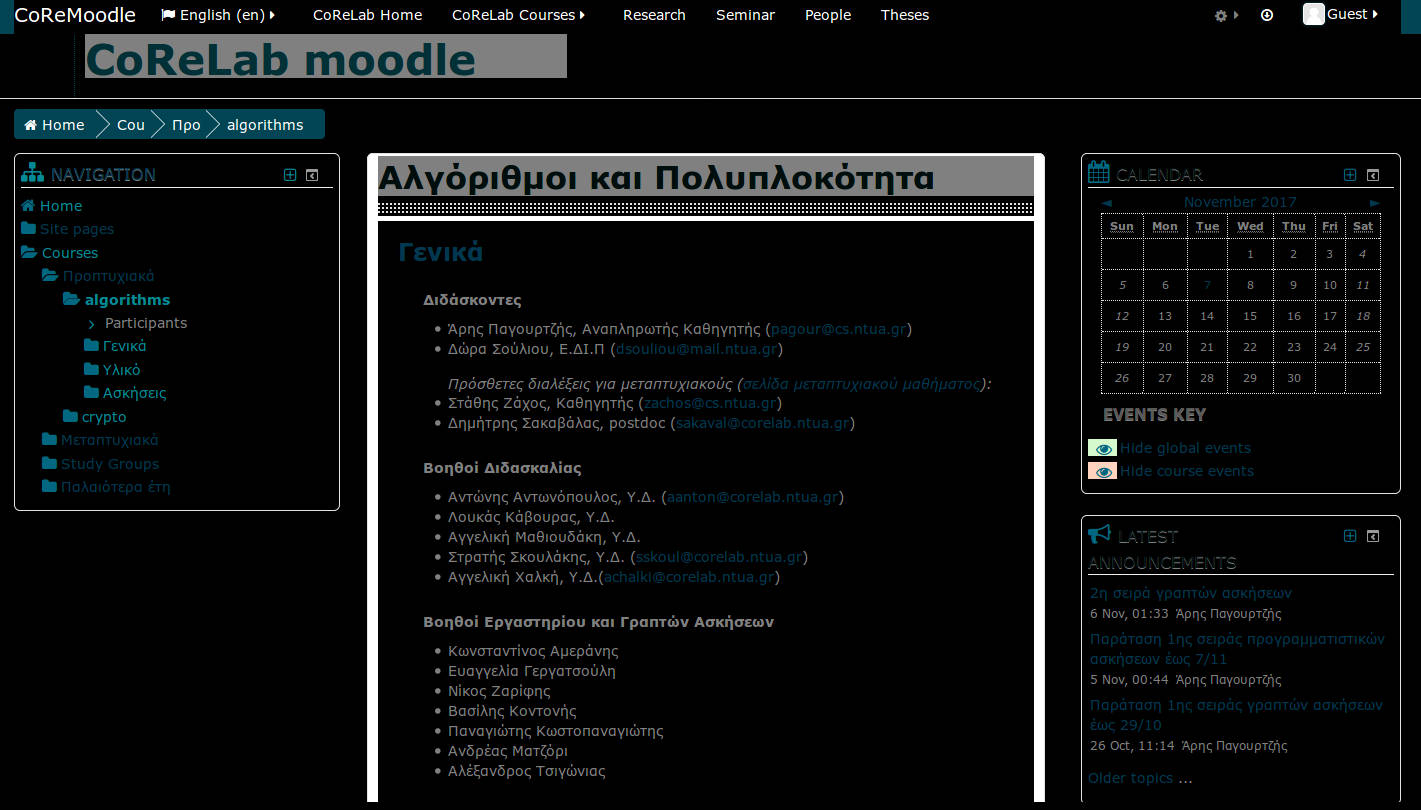 CoReMoodle English (en) CoReLab Home CoReLab Courses Research Seminar People Theses Guest
CoReLab moodle
Home Cou Προ algorithms
NAVIGATION
Home
Site pages
Courses
Προπτυχιακά
algorithms
Participants
Γενικά
Υλικό
Ασκήσεις
crypto
Μεταπτυχιακά
Study Groups
Παλαιότερα έτη
Αλγόριθμοι και Πολυπλοκότητα
Γενικά
Διδάσκοντες
• Άρης Παγουρτζής, Αναπληρωτής Καθηγητής (pagour@cs.ntua.gr)
• Δώρα Σούλιου, Ε.ΔΙ.Π (dsouliou@mail.ntua.gr)
Πρόσθετες διαλέξεις για μεταπτυχιακούς (σελίδα μεταπτυχιακού μαθήματος):
• Στάθης Ζάχος, Καθηγητής (zachos@cs.ntua.gr)
• Δημήτρης Σακαβάλας, postdoc (sakaval@corelab.ntua.gr)
Βοηθοί Διδασκαλίας
• Αντώνης Αντωνόπουλος, Υ.Δ. (aanton@corelab.ntua.gr)
• Λουκάς Κάβουρας, Υ.Δ.
• Αγγελική Μαθιουδάκη, Υ.Δ.
• Στρατής Σκουλάκης, Υ.Δ. (sskoul@corelab.ntua.gr)
• Αγγελική Χαλκή, Υ.Δ.(achalki@corelab.ntua.gr)
Βοηθοί Εργαστηρίου και Γραπτών Ασκήσεων
• Κωνσταντίνος Αμεράνης
• Ευαγγελία Γεργατσούλη
• Νίκος Ζαρίφης
• Βασίλης Κοντονής
• Παναγιώτης Κωστοπαναγιώτης
• Ανδρέας Ματζόρι
• Αλέξανδρος Τσιγώνιας
CALENDAR
◄ November 2017 ►
Sun Mon Tue Wed Thu Fri Sat
1 2 3 4
5 6 7 8 9 10 11
12 13 14 15 16 17 18
19 20 21 22 23 24 25
26 27 28 29 30
EVENTS KEY
Hide global events
Hide course events
LATEST
ANNOUNCEMENTS
2η σειρά γραπτών ασκήσεων
6 Nov, 01:33 Άρης Παγουρτζής
Παράταση 1ης σειράς προγραμματιστικών
ασκήσεων έως 7/11
5 Nov, 00:44 Άρης Παγουρτζής
Παράταση 1ης σειράς γραπτών ασκήσεων
έως 29/10
26 Oct, 11:14 Άρης Παγουρτζής
Older topics ...